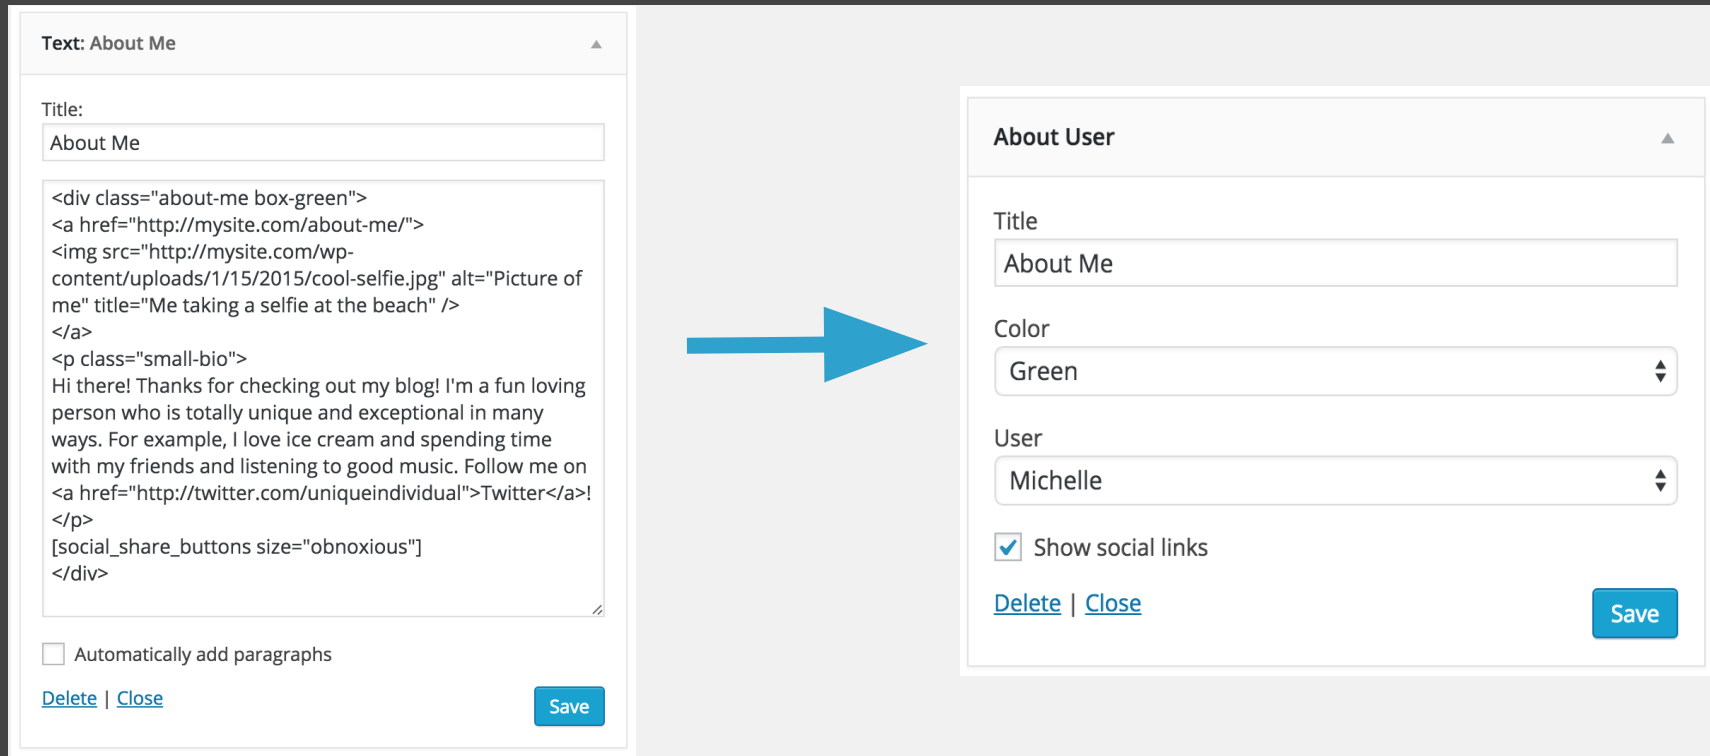 Text: About Me
Title:
About Me
<div class="about-me box-green">
<a href="http://mysite.com/about-me/">
<img src="http://mysite.com/wp-
content/uploads/1/15/2015/cool-selfie.jpg" alt="Picture of
me" title="Me taking a selfie at the beach" />
</a>
<p class="small-bio">
Hi there! Thanks for checking out my blog! I'm a fun loving
person who is totally unique and exceptional in many
ways. For example, I love ice cream and spending time
with my friends and listening to good music. Follow me on
<a href="http://twitter.com/uniqueindividual">Twitter</a>!
</p>
[social_share_buttons size="obnoxious"]
</div>
Automatically add paragraphs
Delete | Close
Save
About User
Title
About Me
Color
Green
User
Michelle
Show social links
Delete | Close
Save